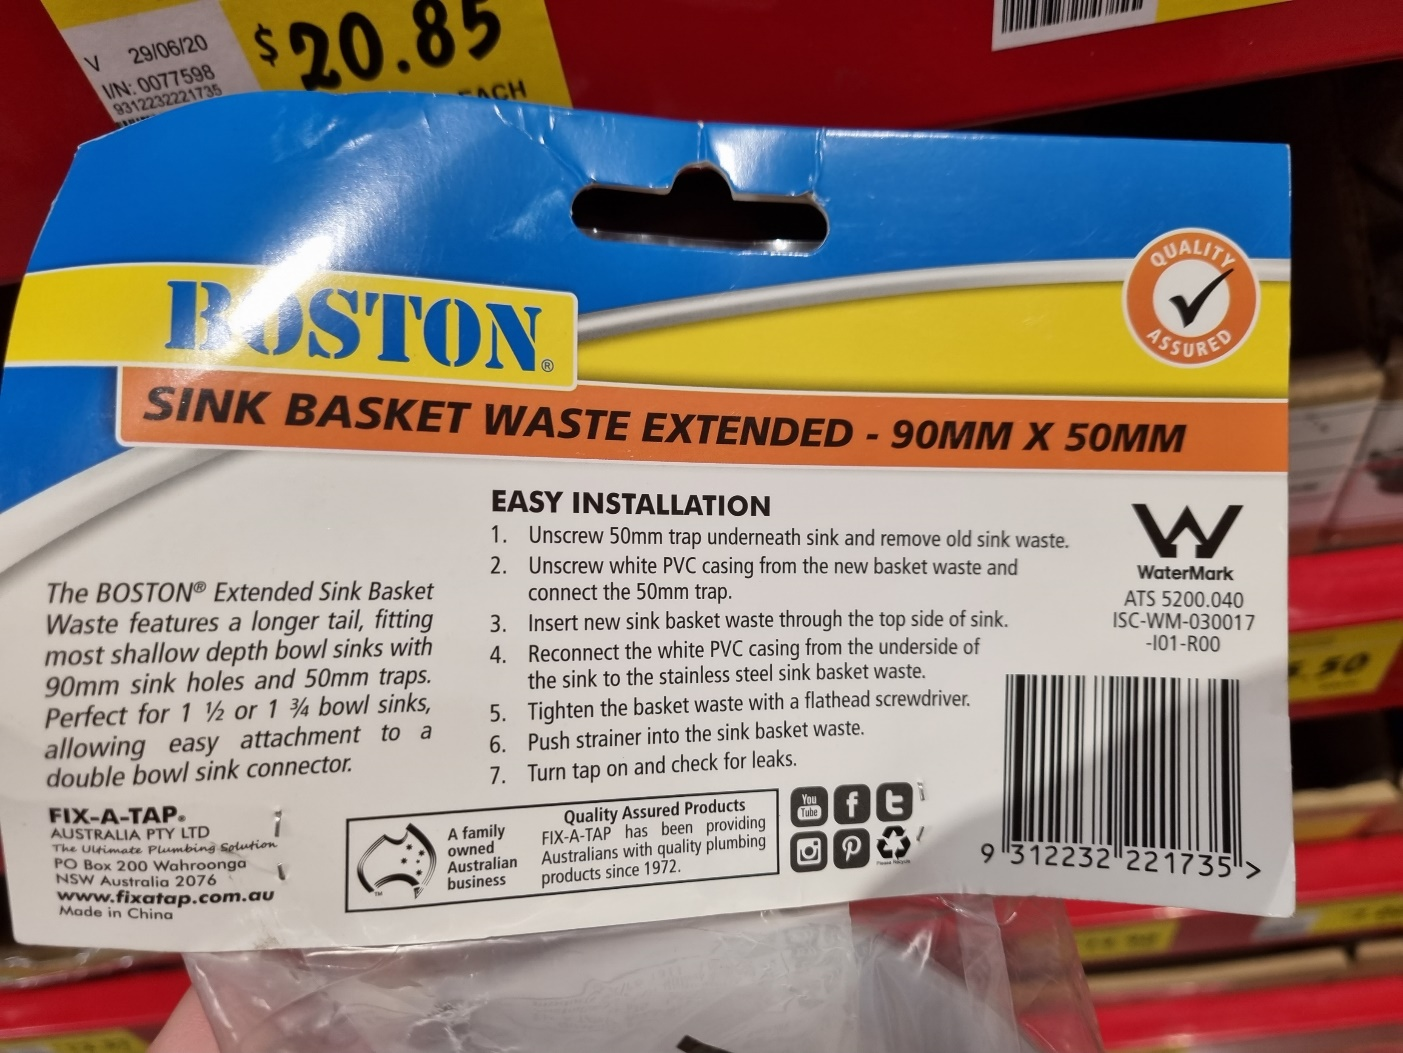 V 29/06/20
I/N: 0077598
9312232221735
$20.85
EACH
BOSTON®
QUALITY ASSURED
SINK BASKET WASTE EXTENDED - 90MM X 50MM
The BOSTON® Extended Sink Basket
Waste features a longer tail, fitting
most shallow depth bowl sinks with
90mm sink holes and 50mm traps.
Perfect for 1 ½ or 1 ¾ bowl sinks,
allowing easy attachment to a
double bowl sink connector.
EASY INSTALLATION
1. Unscrew 50mm trap underneath sink and remove old sink waste.
2. Unscrew white PVC casing from the new basket waste and
connect the 50mm trap.
3. Insert new sink basket waste through the top side of sink.
4. Reconnect the white PVC casing from the underside of
the sink to the stainless steel sink basket waste.
5. Tighten the basket waste with a flathead screwdriver.
6. Push strainer into the sink basket waste.
7. Turn tap on and check for leaks.
WaterMark
ATS 5200.040
ISC-WM-030017
-I01-R00
FIX-A-TAP®
AUSTRALIA PTY LTD
The Ultimate Plumbing Solution
PO Box 200 Wahroonga
NSW Australia 2076
www.fixatap.com.au
Made in China
TM
A family
owned
Australian
business
Quality Assured Products
FIX-A-TAP has been providing
Australians with quality plumbing
products since 1972.
You
Tube
Please Recycle
9 312232 221735 >
.50